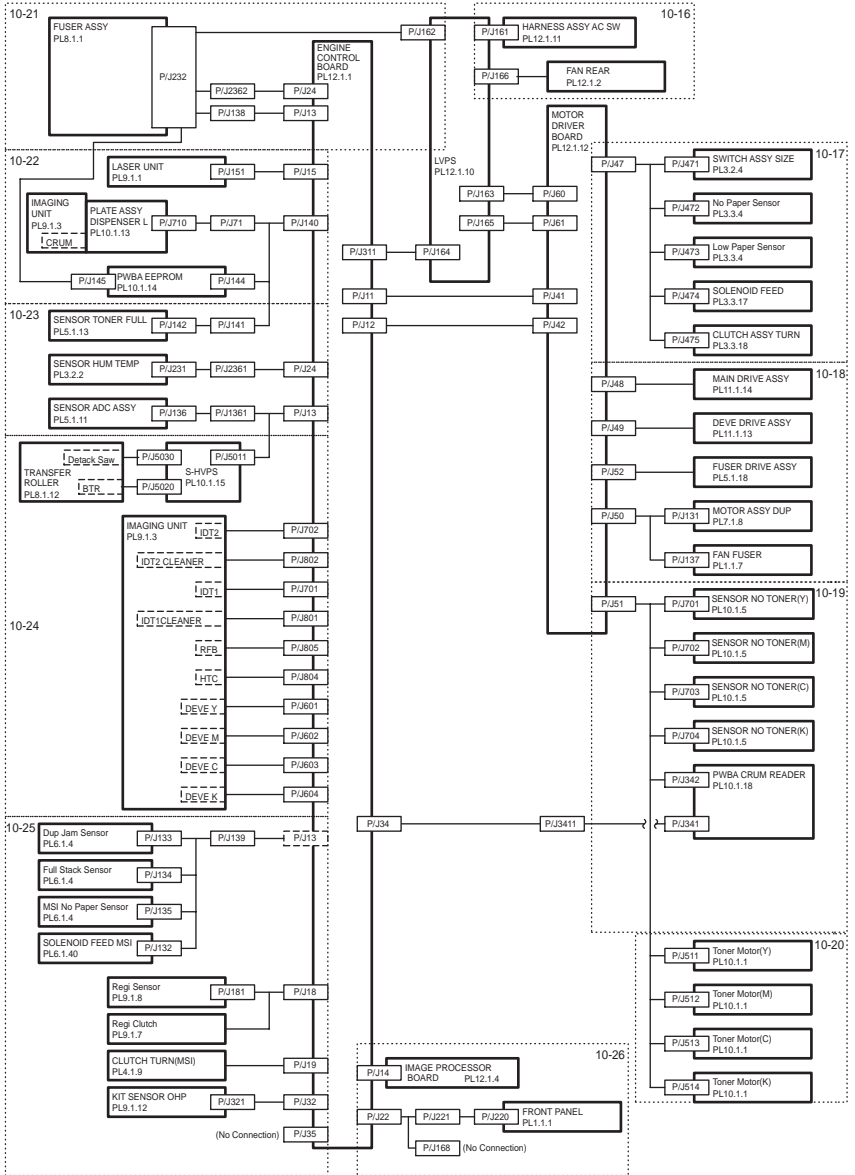 10-21
FUSER ASSY
PL8.1.1
P/J232
P/J2362
P/J24
P/J138
P/J13
P/J162
ENGINE
CONTROL
BOARD
PL12.1.1
10-16
P/J161
HARNESS ASSY AC SW
PL12.1.11
P/J166
FAN REAR
PL12.1.2
MOTOR
DRIVER
BOARD
PL12.1.12
LVPS
PL12.1.10
P/J163
P/J60
P/J165
P/J61
P/J311
P/J164
P/J11
P/J41
P/J12
P/J42
10-22
LASER UNIT
PL9.1.1
P/J151
P/J15
IMAGING
UNIT
PL9.1.3
CRUM
PLATE ASSY
DISPENSER L
PL10.1.13
P/J710
P/J71
P/J140
P/J145
PWBA EEPROM
PL10.1.14
P/J144
10-23
SENSOR TONER FULL
PL5.1.13
P/J142
P/J141
SENSOR HUM TEMP
PL3.2.2
P/J231
P/J2361
P/J24
SENSOR ADC ASSY
PL5.1.11
P/J136
P/J1361
P/J13
Detack Saw
TRANSFER
ROLLER
PL8.1.12
BTR
P/J5030
P/J5020
P/J5011
S-HVPS
PL10.1.15
10-24
IMAGING UNIT
PL9.1.3
IDT2
P/J702
IDT2 CLEANER
P/J802
IDT1
P/J701
IDT1CLEANER
P/J801
RFB
P/J805
HTC
P/J804
DEVE Y
P/J601
DEVE M
P/J602
DEVE C
P/J603
DEVE K
P/J604
10-25
Dup Jam Sensor
PL6.1.4
P/J133
P/J139
P/J13
Full Stack Sensor
PL6.1.4
P/J134
MSI No Paper Sensor
PL6.1.4
P/J135
SOLENOID FEED MSI
PL6.1.40
P/J132
Regi Sensor
PL9.1.8
P/J181
P/J18
Regi Clutch
PL9.1.7
CLUTCH TURN(MSI)
PL4.1.9
P/J19
KIT SENSOR OHP
PL9.1.12
P/J321
P/J32
(No Connection)
P/J35
10-17
P/J47
P/J471
SWITCH ASSY SIZE
PL3.2.4
P/J472
No Paper Sensor
PL3.3.4
P/J473
Low Paper Sensor
PL3.3.4
P/J474
SOLENOID FEED
PL3.3.17
P/J475
CLUTCH ASSY TURN
PL3.3.18
10-18
P/J48
MAIN DRIVE ASSY
PL11.1.14
P/J49
DEVE DRIVE ASSY
PL11.1.13
P/J52
FUSER DRIVE ASSY
PL5.1.18
P/J50
P/J131
MOTOR ASSY DUP
PL7.1.8
P/J137
FAN FUSER
PL1.1.7
10-19
P/J51
P/J701
SENSOR NO TONER(Y)
PL10.1.5
P/J702
SENSOR NO TONER(M)
PL10.1.5
P/J703
SENSOR NO TONER(C)
PL10.1.5
P/J704
SENSOR NO TONER(K)
PL10.1.5
P/J342
PWBA CRUM READER
PL10.1.18
P/J34
P/J3411
P/J341
10-20
P/J511
Toner Motor(Y)
PL10.1.1
P/J512
Toner Motor(M)
PL10.1.1
P/J513
Toner Motor(C)
PL10.1.1
P/J514
Toner Motor(K)
PL10.1.1
10-26
P/J14
IMAGE PROCESSOR
BOARD PL12.1.4
P/J22
P/J221
P/J220
FRONT PANEL
PL1.1.1
P/J168
(No Connection)